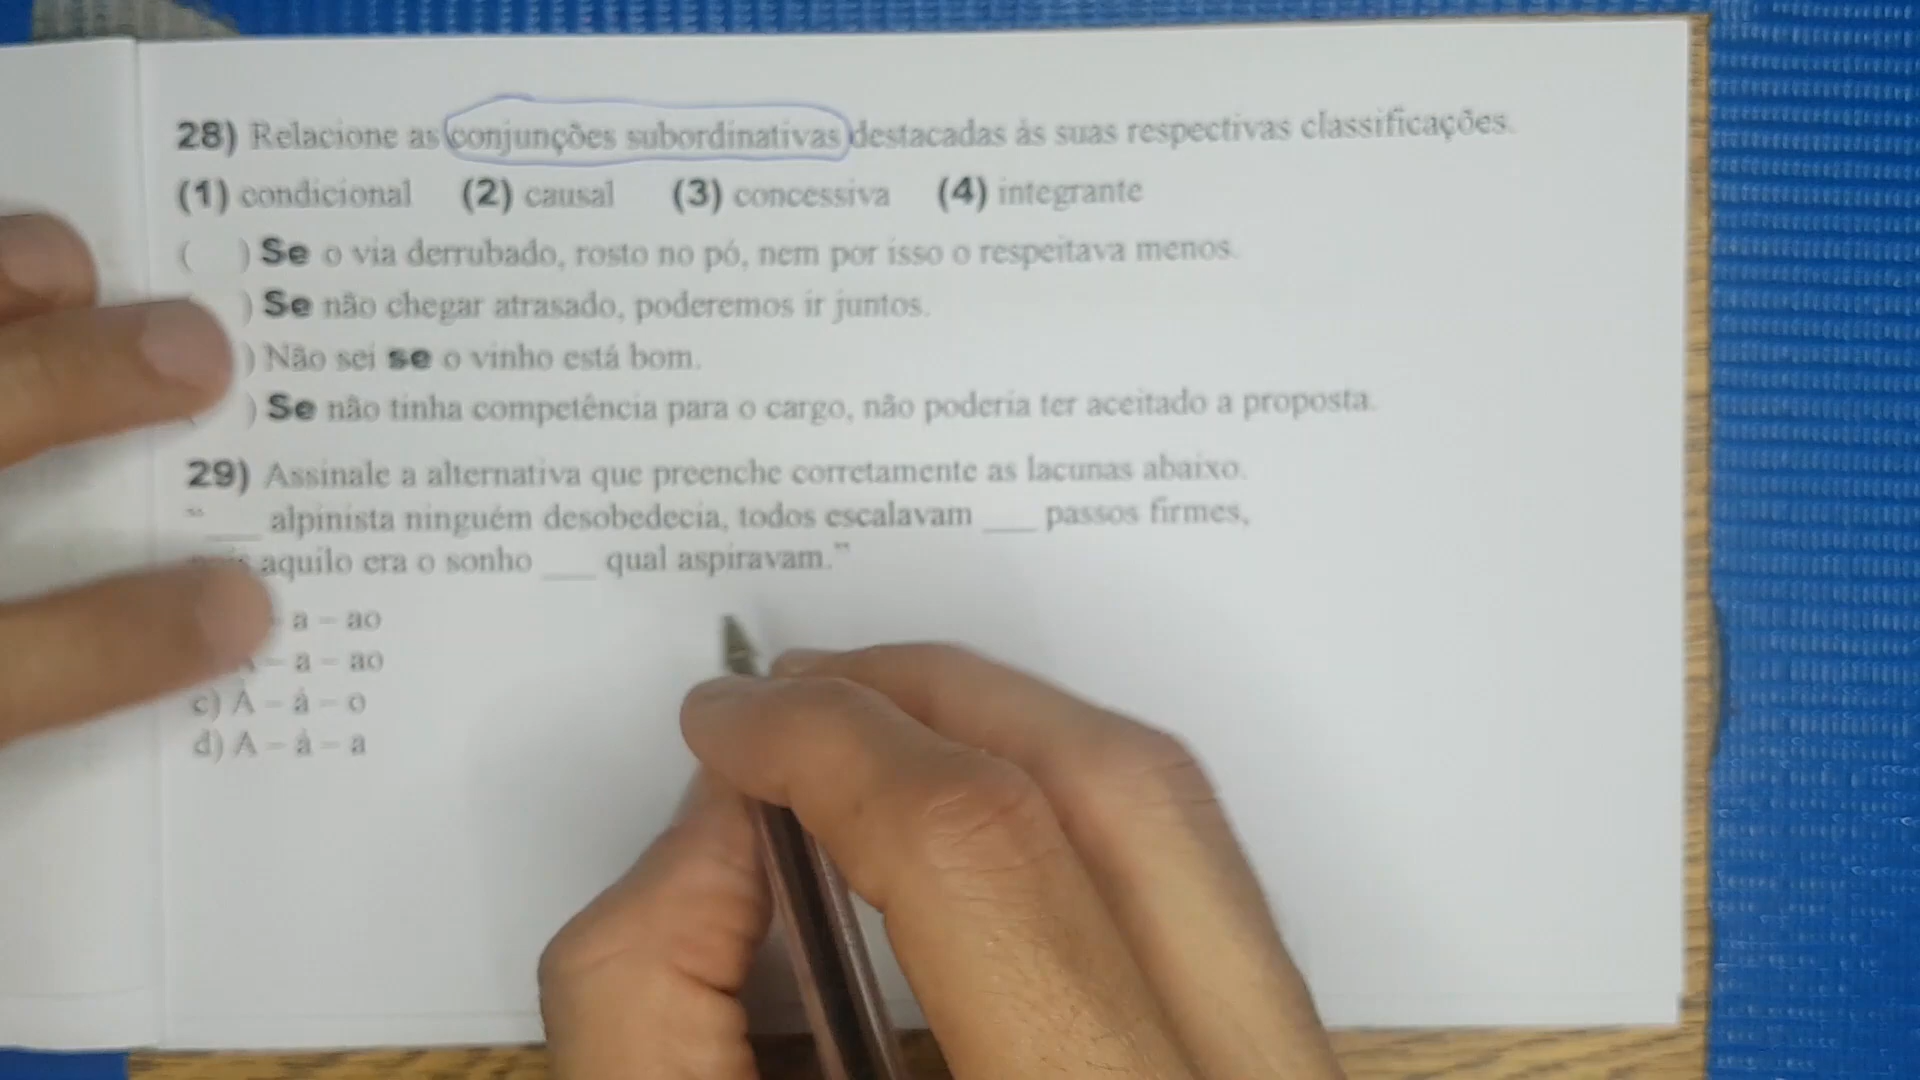 28) Relacione as conjunções subordinativas destacadas às suas respectivas classificações.
(1) condicional (2) causal (3) concessiva (4) integrante
( ) Se o via derrubado, rosto no pó, nem por isso o respeitava menos.
) Se não chegar atrasado, poderemos ir juntos.
) Não sei se o vinho está bom.
) Se não tinha competência para o cargo, não poderia ter aceitado a proposta.
29) Assinale a alternativa que preenche corretamente as lacunas abaixo.
“___ alpinista ninguém desobedecia, todos escalavam ___ passos firmes,
aquilo era o sonho ___ qual aspiravam.”
a – ao
– a – ao
c) À – à – o
d) A – à – a